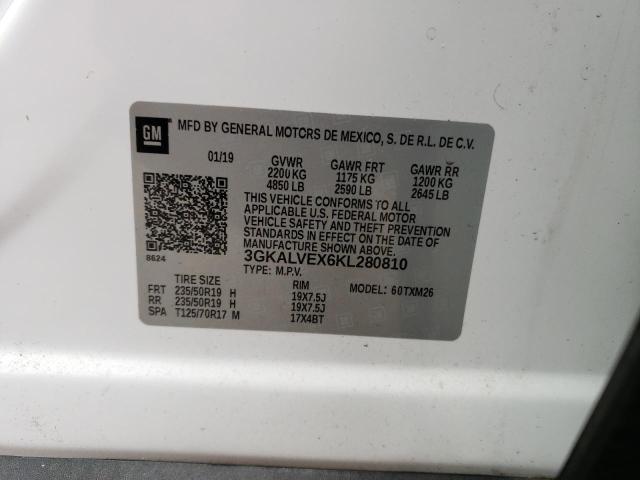 GM
MFD BY GENERAL MOTORS DE MEXICO, S. DE R.L. DE C.V.
01/19 GVWR GAWR FRT GAWR RR
2200 KG 1175 KG 1200 KG
4850 LB 2590 LB 2645 LB
THIS VEHICLE CONFORMS TO ALL
APPLICABLE U.S. FEDERAL MOTOR
VEHICLE SAFETY, BUMPER, AND THEFT
PREVENTION STANDARDS IN EFFECT ON THE
DATE OF MANUFACTURE SHOWN ABOVE.
3GKALVEX6KL280810
8624 TYPE: M.P.V.
TIRE SIZE RIM MODEL: 60TXM26
FRT 235/50R19 H 19X7.5J
RR 235/50R19 H 19X7.5J
SPA T125/70R17 M 17X4BT